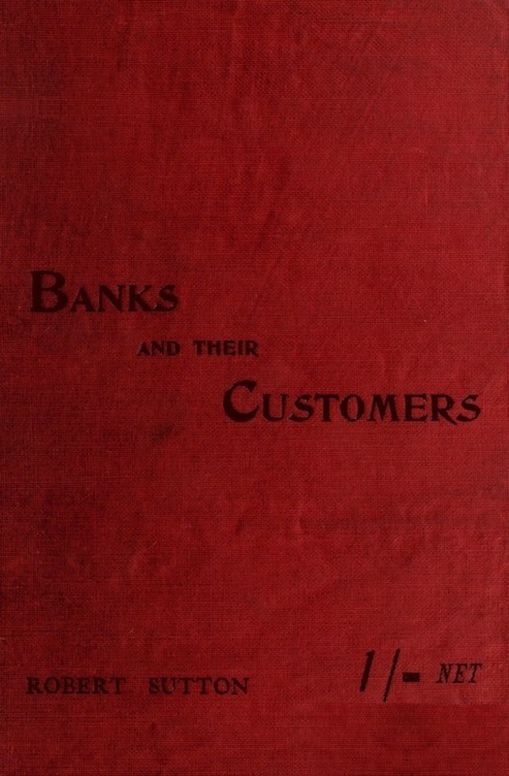 BANKS
AND THEIR
CUSTOMERS
ROBERT SUTTON
1/- NET